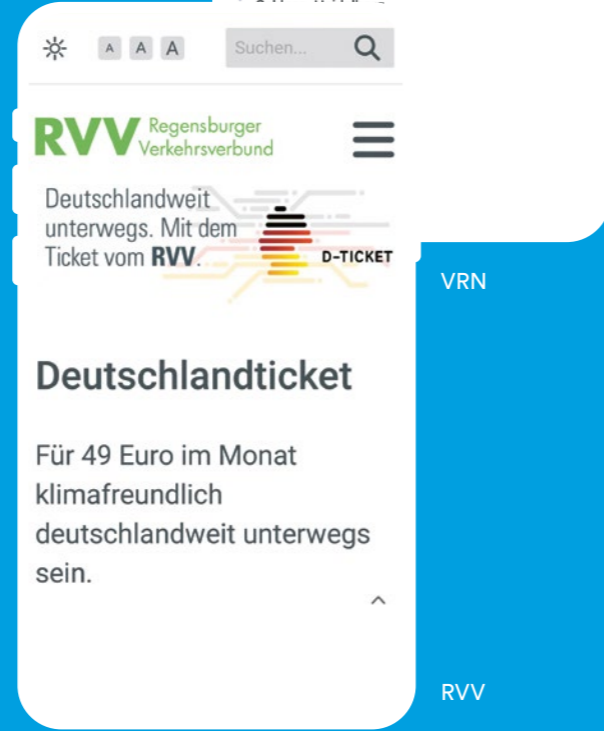 A A A Suchen...
RVV Regensburger
Verkehrsverbund
Deutschlandweit
unterwegs. Mit dem
Ticket vom RVV.
D-TICKET
VRN
Deutschlandticket
Für 49 Euro im Monat
klimafreundlich
deutschlandweit unterwegs
sein.
RVV